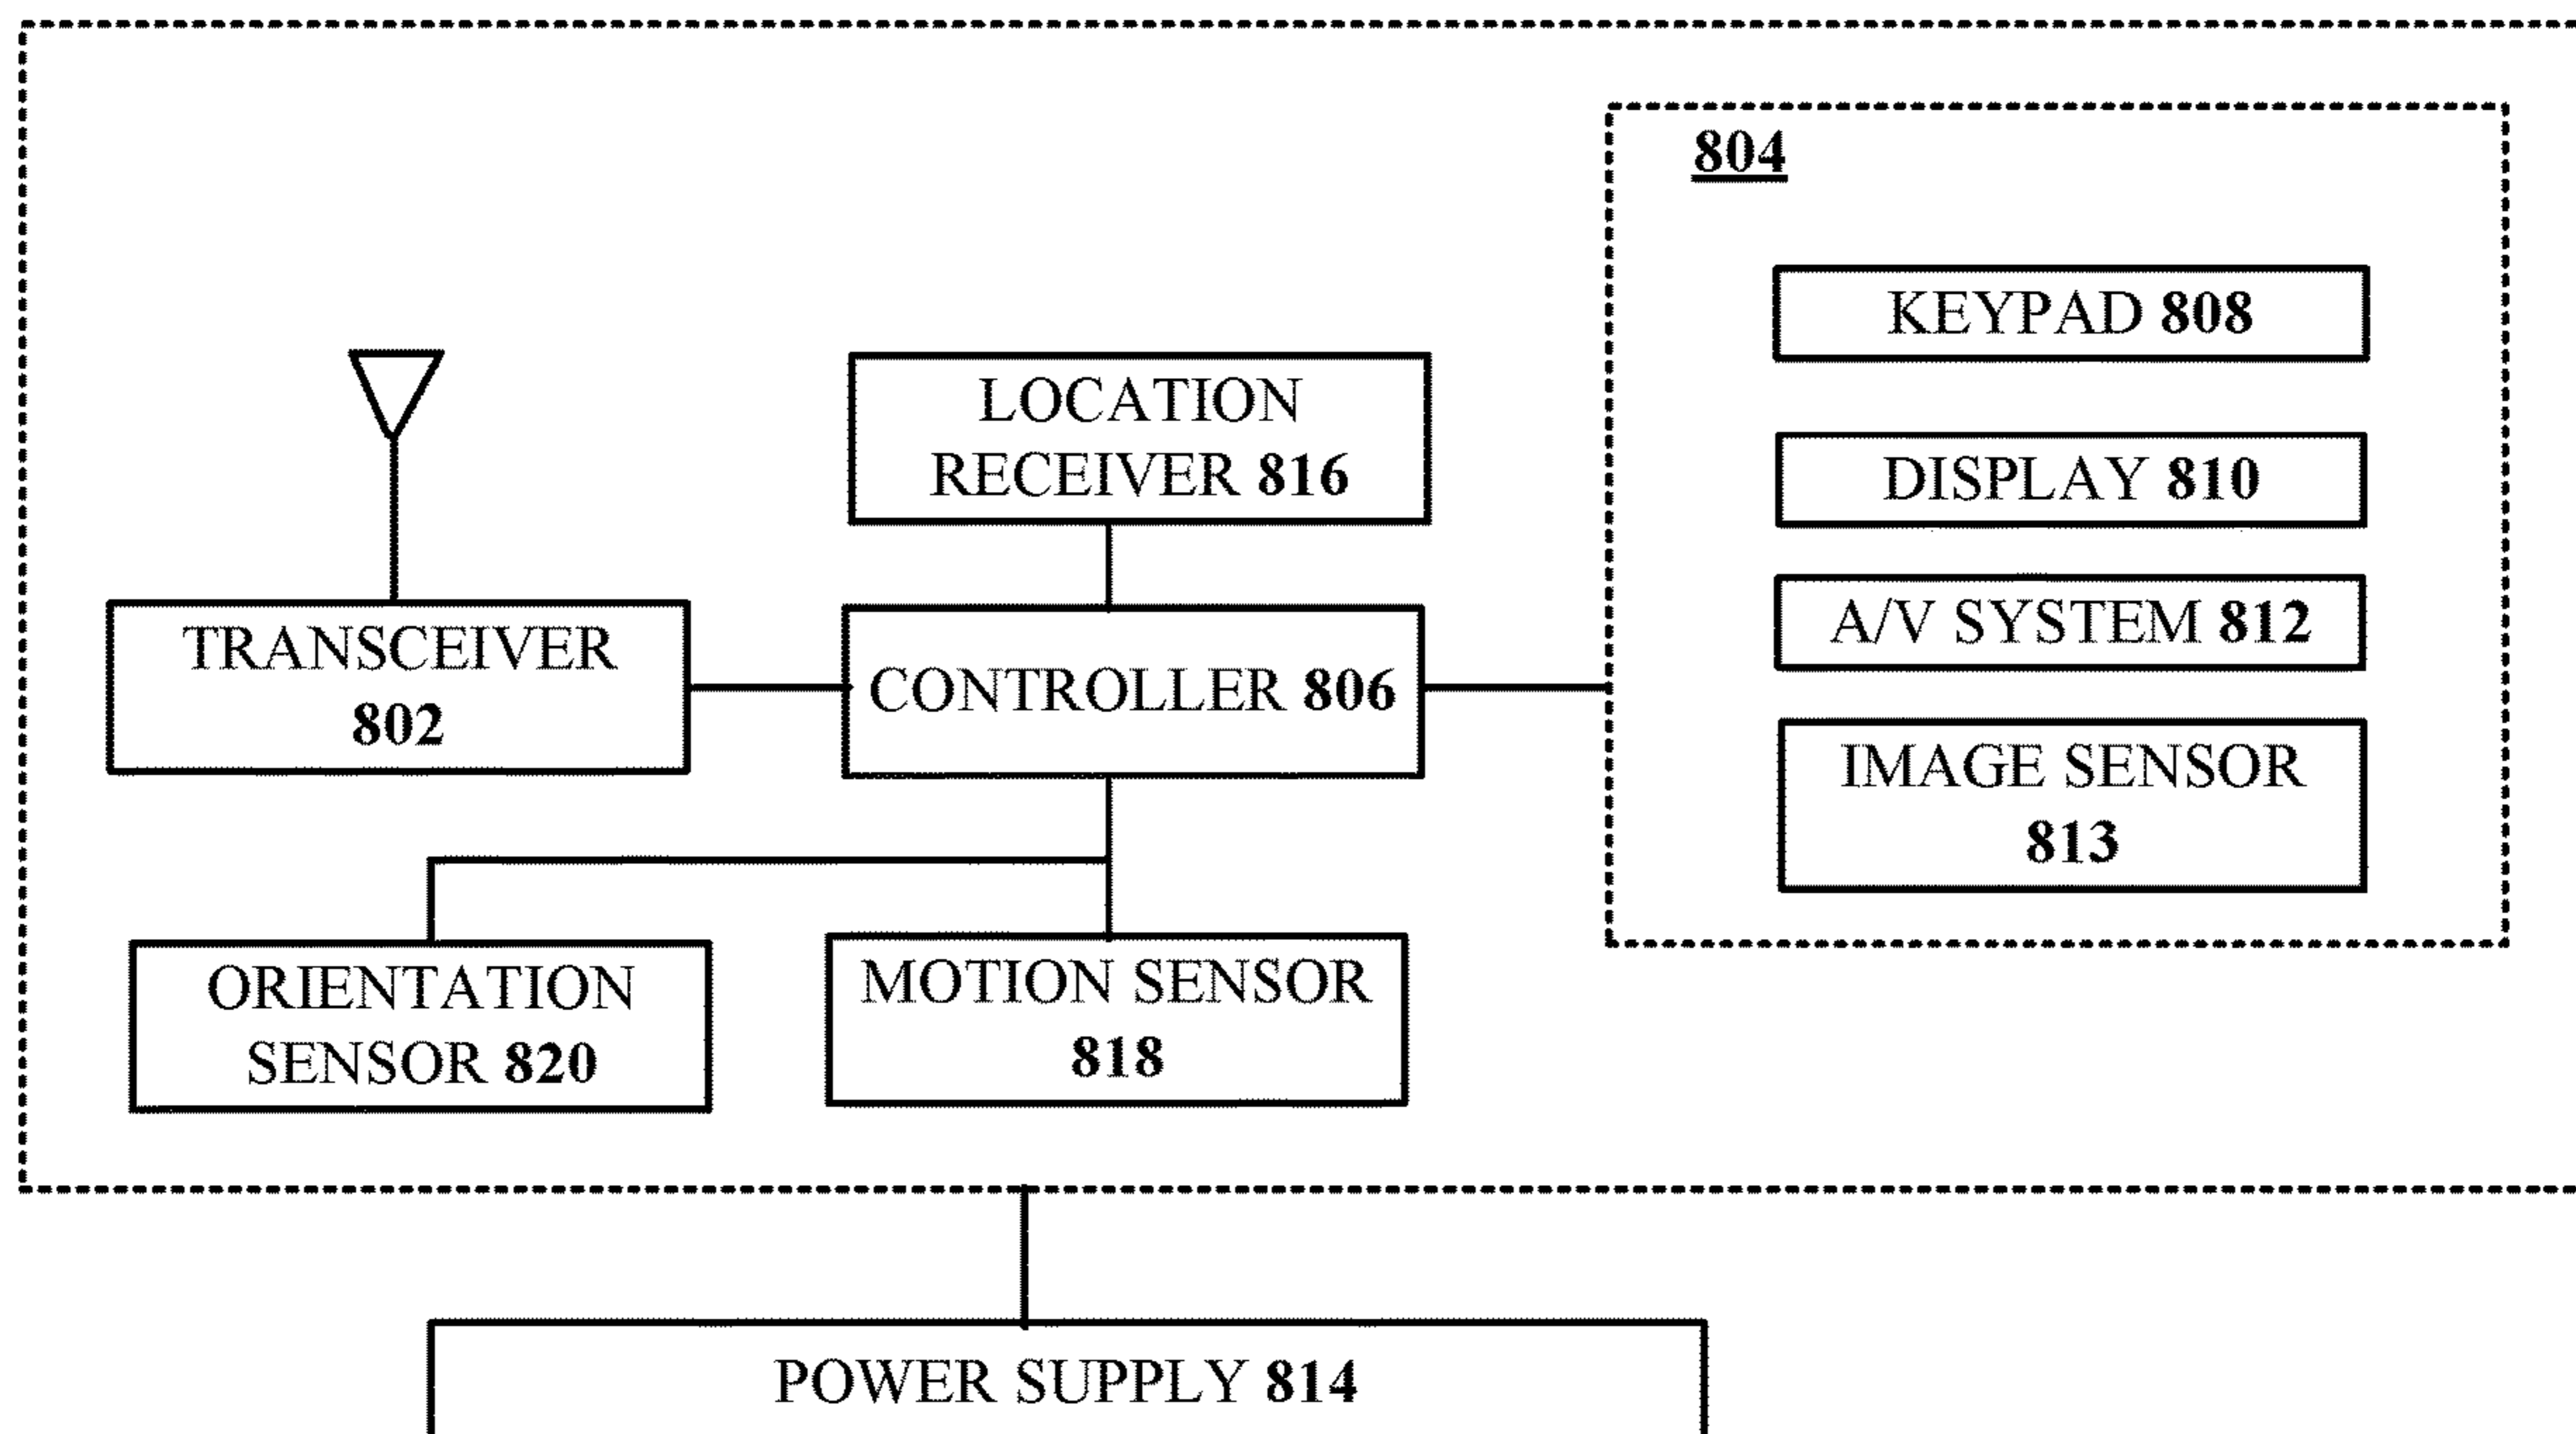 804
KEYPAD 808
DISPLAY 810
A/V SYSTEM 812
IMAGE SENSOR
813
LOCATION
RECEIVER 816
TRANSCEIVER
802
CONTROLLER 806
ORIENTATION
SENSOR 820
MOTION SENSOR
818
POWER SUPPLY 814